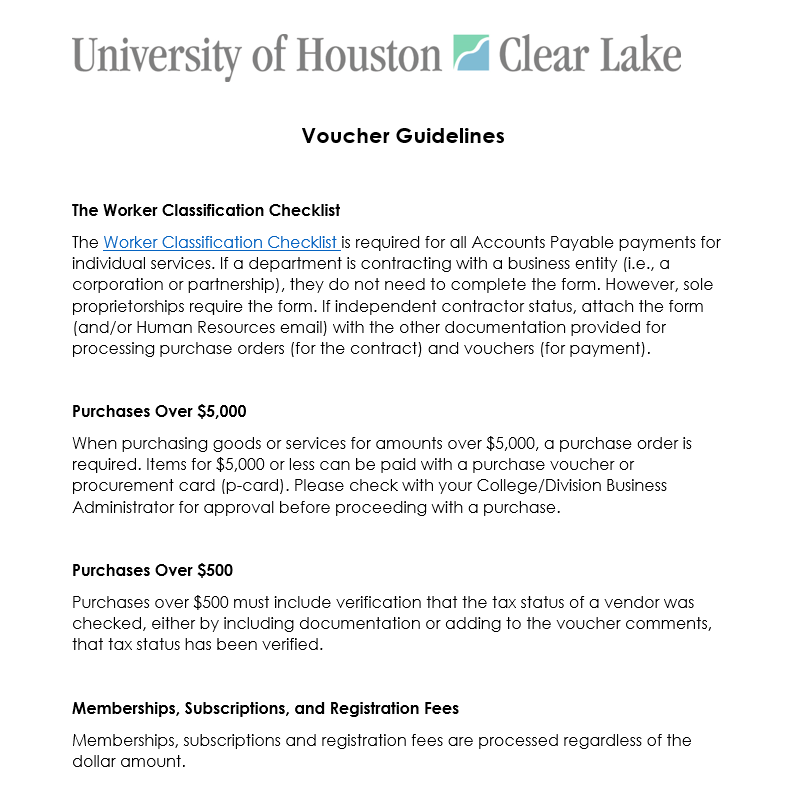 University of Houston Clear Lake
Voucher Guidelines
The Worker Classification Checklist
The Worker Classification Checklist is required for all Accounts Payable payments for
individual services. If a department is contracting with a business entity (i.e., a
corporation or partnership), they do not need to complete the form. However, sole
proprietorships require the form. If independent contractor status, attach the form
(and/or Human Resources email) with the other documentation provided for
processing purchase orders (for the contract) and vouchers (for payment).
Purchases Over $5,000
When purchasing goods or services for amounts over $5,000, a purchase order is
required. Items for $5,000 or less can be paid with a purchase voucher or
procurement card (p-card). Please check with your College/Division Business
Administrator for approval before proceeding with a purchase.
Purchases Over $500
Purchases over $500 must include verification that the tax status of a vendor was
checked, either by including documentation or adding to the voucher comments,
that tax status has been verified.
Memberships, Subscriptions, and Registration Fees
Memberships, subscriptions and registration fees are processed regardless of the
dollar amount.